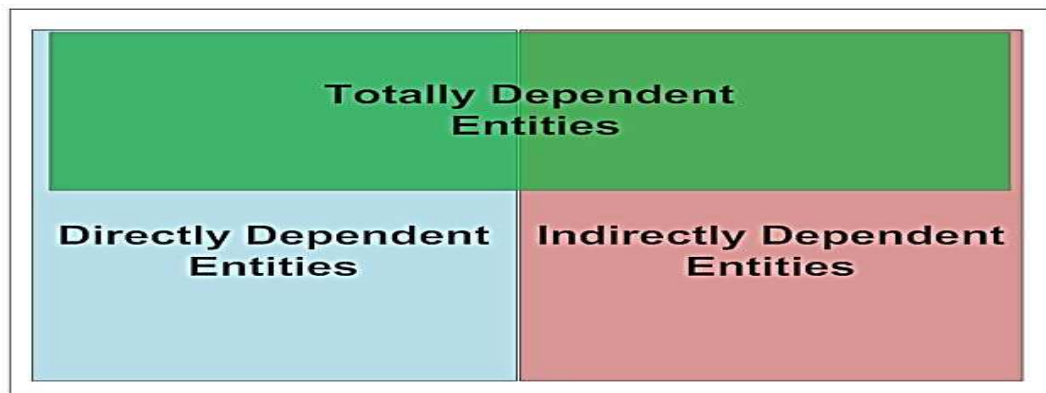 Totally Dependent
Entities
Directly Dependent
Entities
Indirectly Dependent
Entities